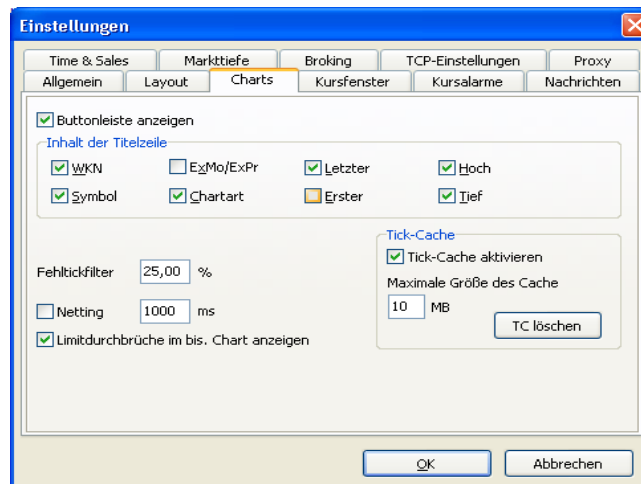 Einstellungen
Time & Sales Markttiefe Broking TCP-Einstellungen Proxy
Allgemein Layout Charts Kursfenster Kursalarme Nachrichten
Buttonleiste anzeigen
Inhalt der Titelzeile
WKN ExMo/ExPr Letzter Hoch
Symbol Chartart Erster Tief
Tick-Cache
Tick-Cache aktivieren
Fehltickfilter 25,00 %
Maximale Größe des Cache
Netting 1000 ms
10 MB
TC löschen
Limitdurchbrüche im bis. Chart anzeigen
OK Abbrechen